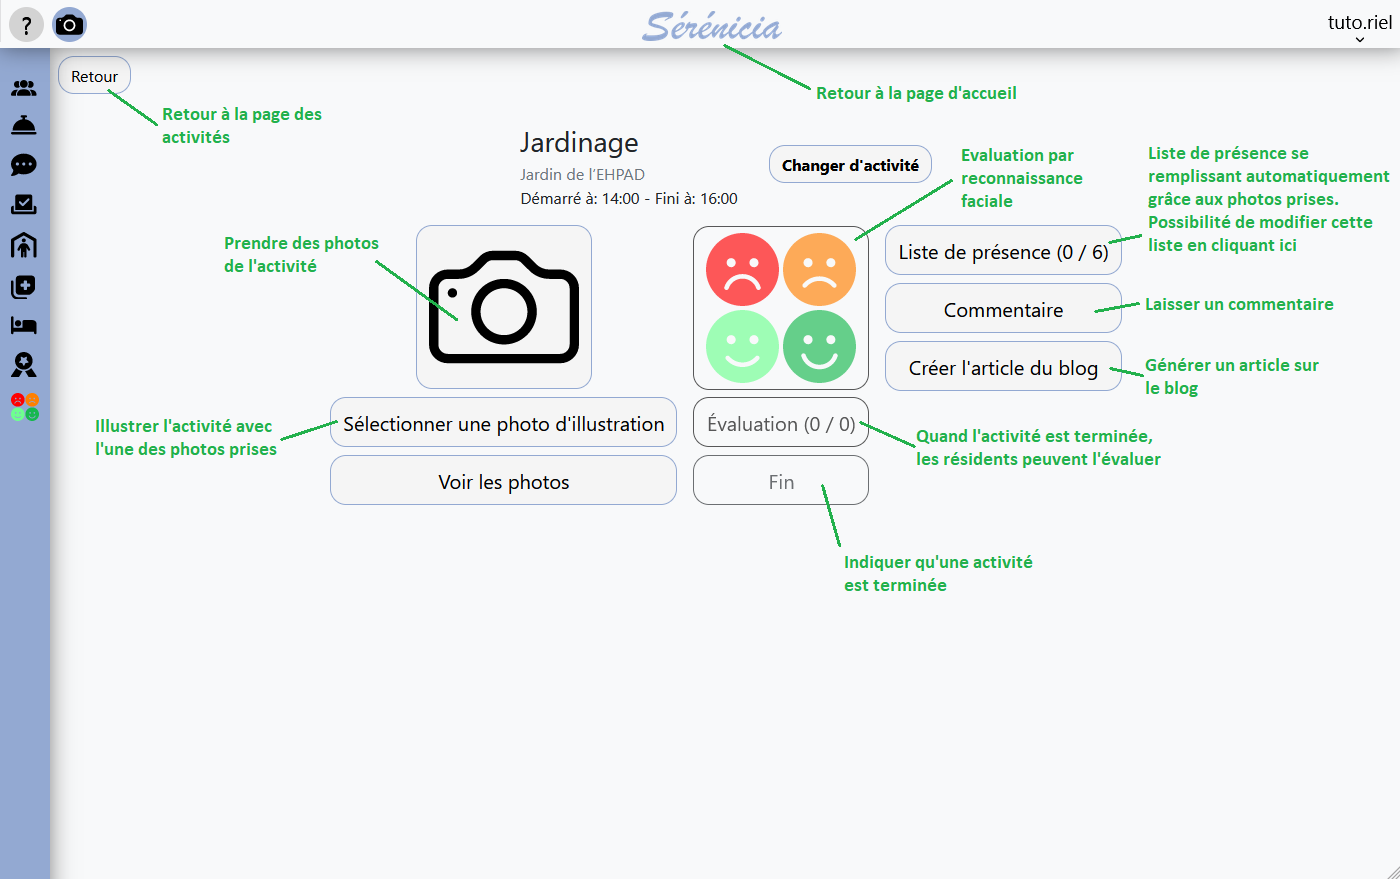 ?
Sérénicia
tuto.riel
Retour
Retour à la page d'accueil
Retour à la page des
activités
Jardinage
Jardin de l’EHPAD
Démarré à: 14:00 - Fini à: 16:00
Changer d'activité
Evaluation par
reconnaissance
faciale
Liste de présence se
remplissant automatiquement
grâce aux photos prises.
Possibilité de modifier cette
liste en cliquant ici
Prendre des photos
de l'activité
Liste de présence (0 / 6)
Commentaire
Laisser un commentaire
Créer l'article du blog
Générer un article sur
le blog
Illustrer l'activité avec
l'une des photos prises
Sélectionner une photo d'illustration
Évaluation (0 / 0)
Quand l'activité est terminée,
les résidents peuvent l'évaluer
Voir les photos
Fin
Indiquer qu'une activité
est terminée